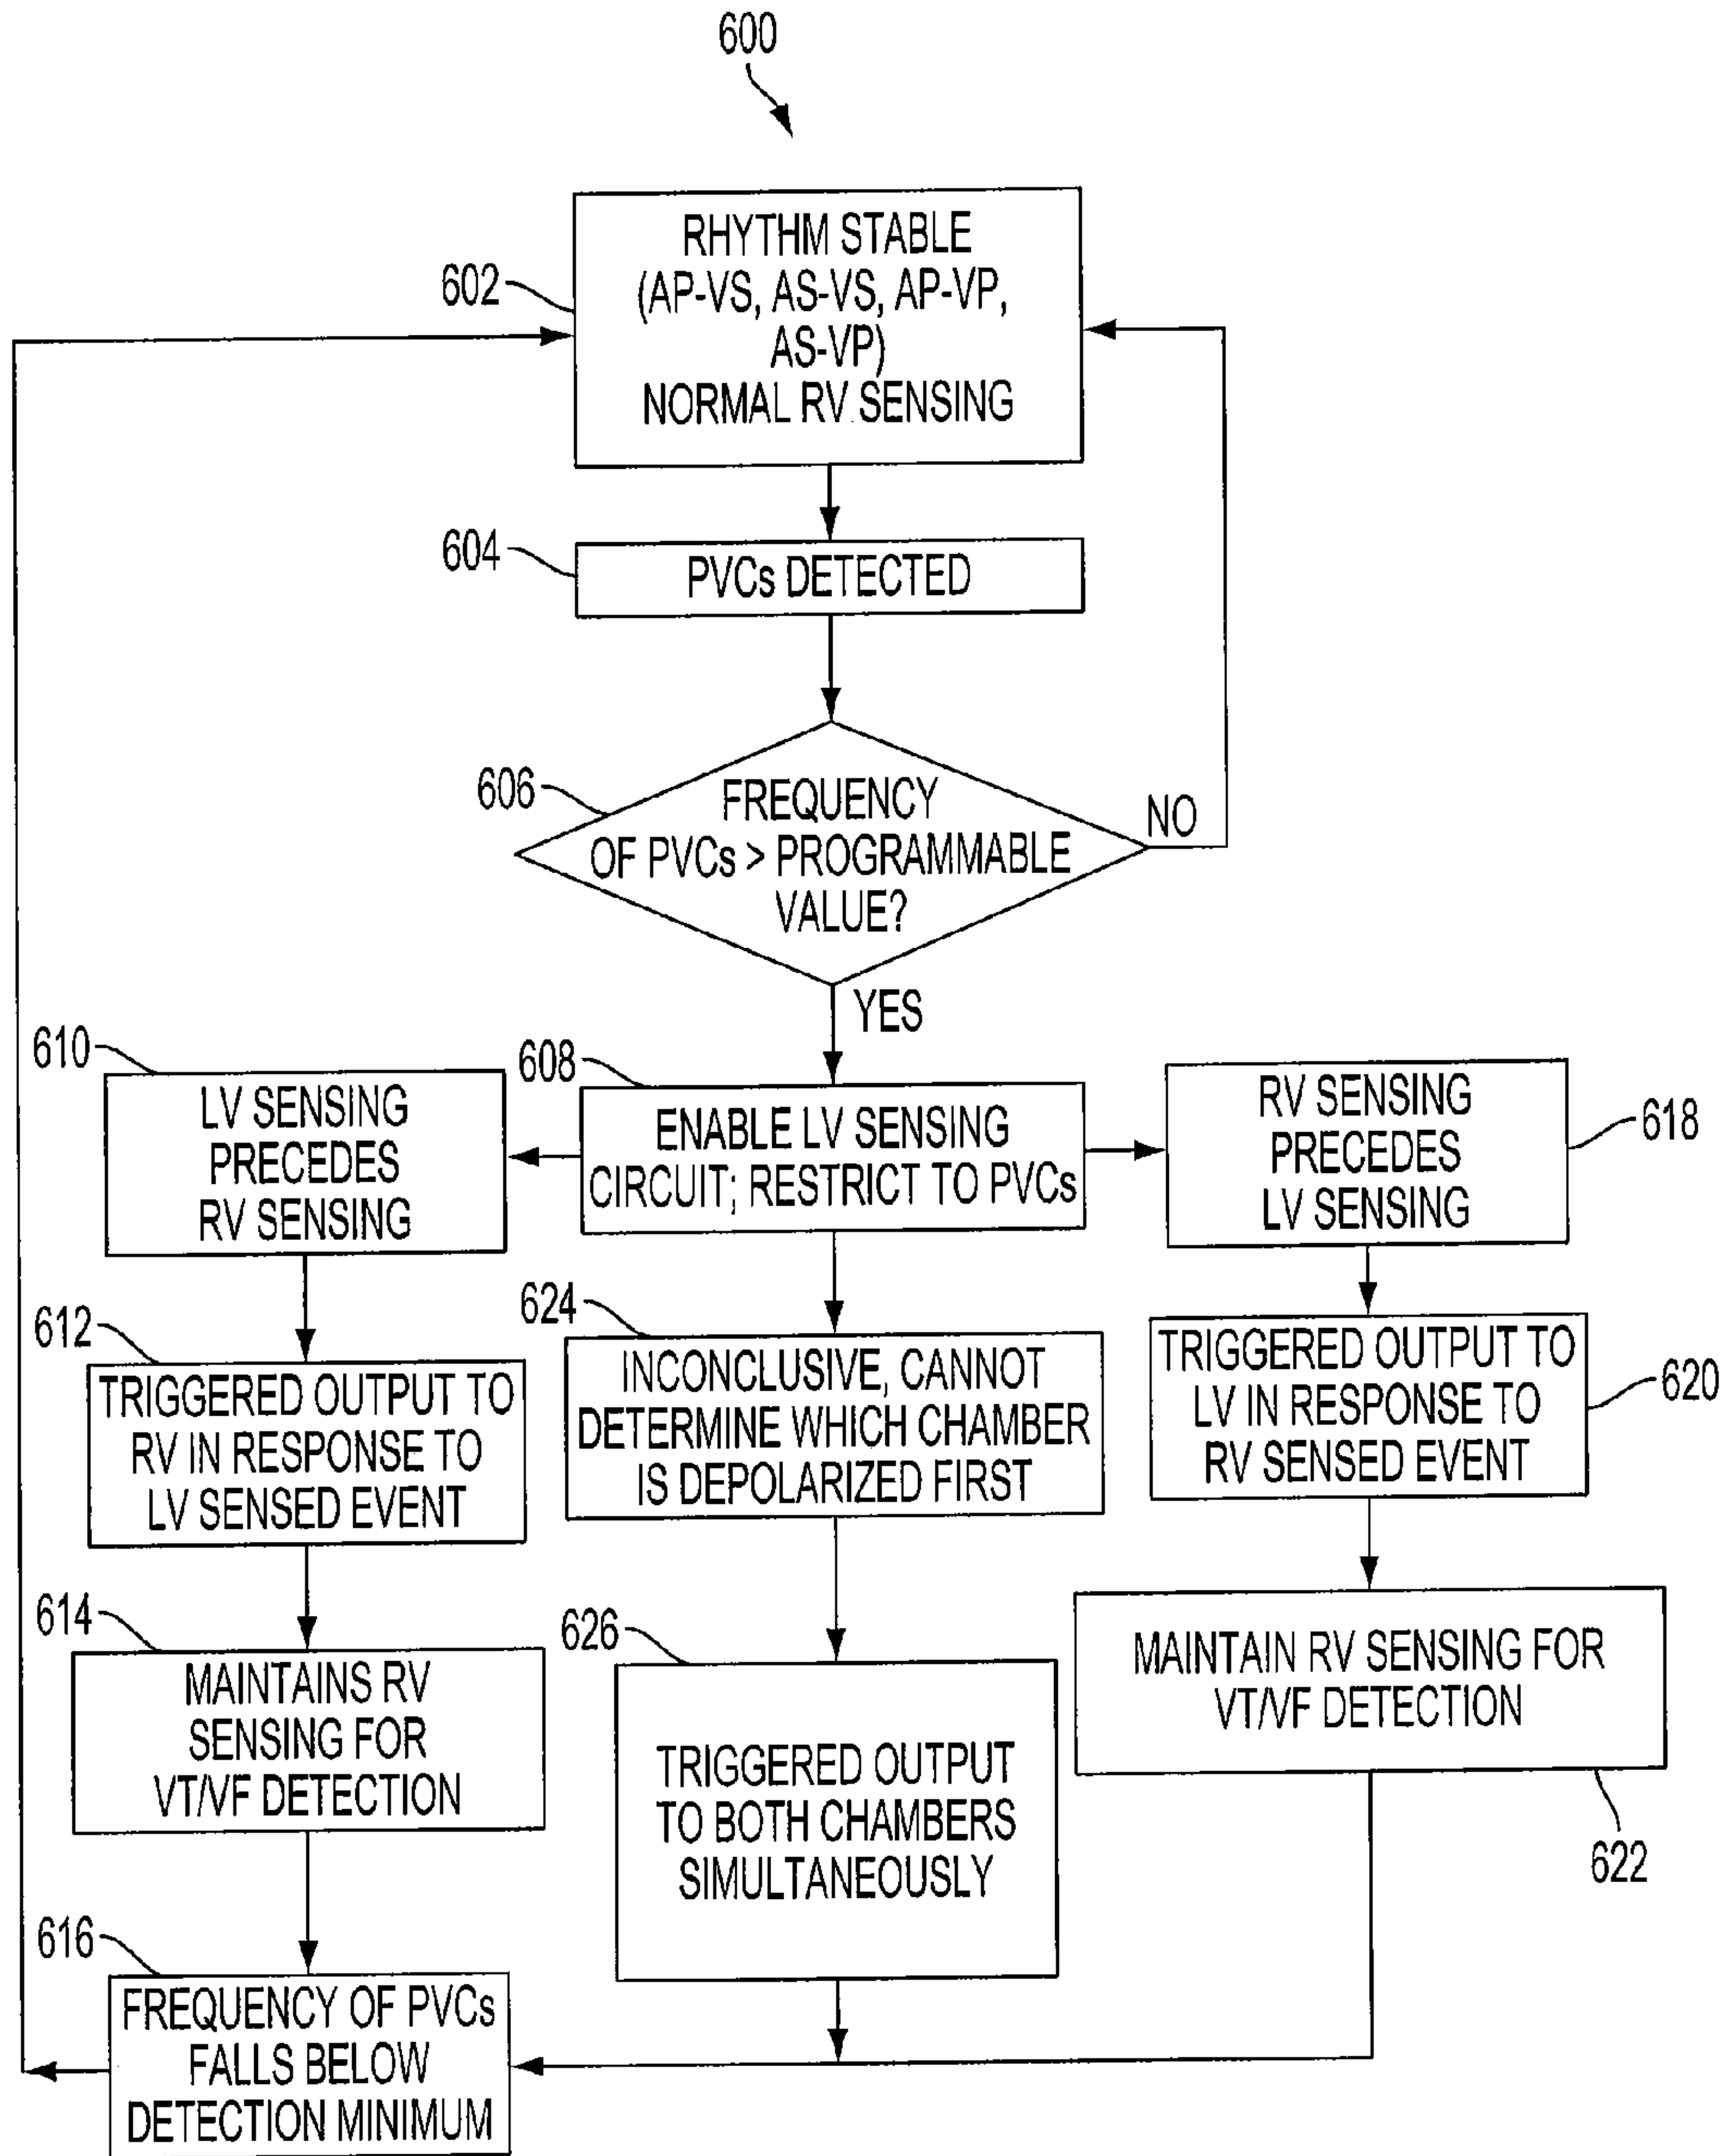 600
602
RHYTHM STABLE
(AP-VS, AS-VS, AP-VP,
AS-VP)
NORMAL RV SENSING
604
PVCs DETECTED
606
FREQUENCY
OF PVCs > PROGRAMMABLE
VALUE?
NO
YES
610
LV SENSING
PRECEDES
RV SENSING
608
ENABLE LV SENSING
CIRCUIT; RESTRICT TO PVCs
RV SENSING
PRECEDES
LV SENSING
618
612
TRIGGERED OUTPUT TO
RV IN RESPONSE TO
LV SENSED EVENT
624
INCONCLUSIVE, CANNOT
DETERMINE WHICH CHAMBER
IS DEPOLARIZED FIRST
TRIGGERED OUTPUT TO
LV IN RESPONSE TO
RV SENSED EVENT
620
614
MAINTAINS RV
SENSING FOR
VT/VF DETECTION
626
TRIGGERED OUTPUT
TO BOTH CHAMBERS
SIMULTANEOUSLY
MAINTAIN RV SENSING FOR
VT/VF DETECTION
622
616
FREQUENCY OF PVCs
FALLS BELOW
DETECTION MINIMUM